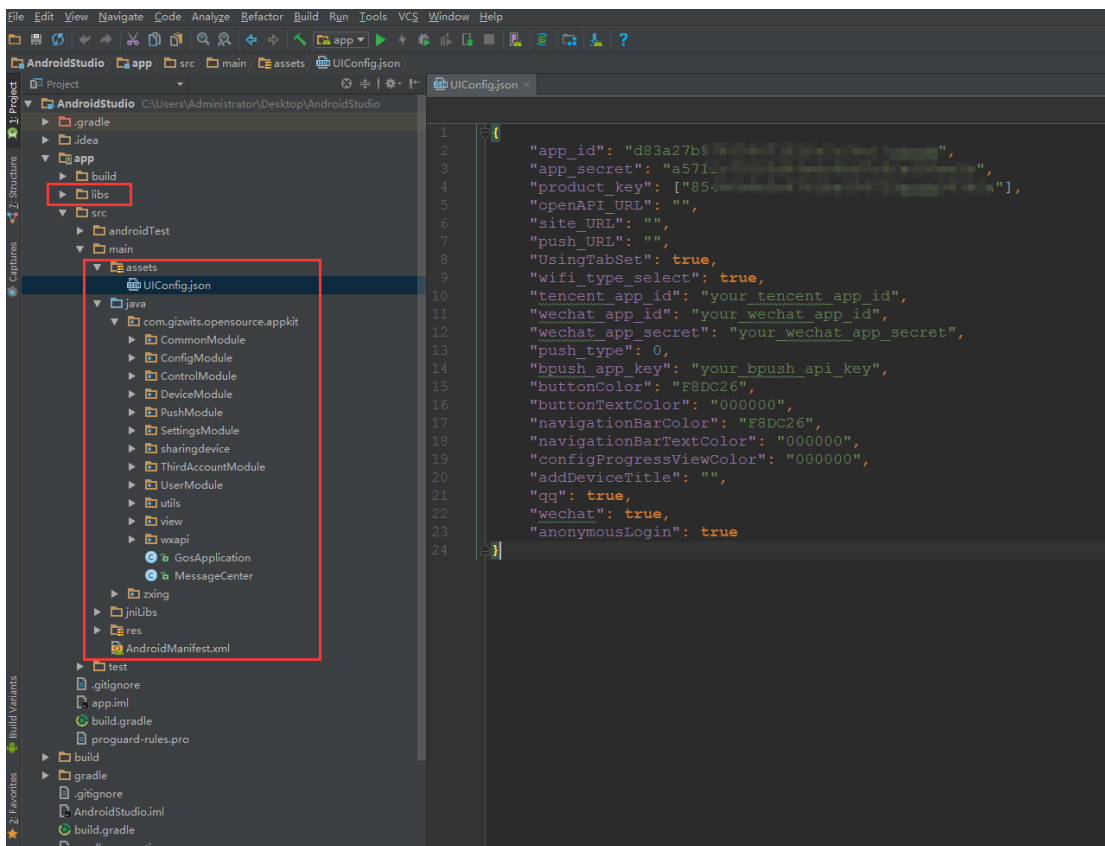 File Edit View Navigate Code Analyze Refactor Build Run Tools VCS Window Help
app
AndroidStudio app src main assets UIConfig.json
Project
UIConfig.json
1: Project
7: Structure
Captures
Build Variants
2: Favorites
AndroidStudio C:\Users\Administrator\Desktop\AndroidStudio
.gradle
.idea
app
build
libs
src
androidTest
main
assets
UIConfig.json
java
com.gizwits.opensource.appkit
CommonModule
ConfigModule
ControlModule
DeviceModule
PushModule
SettingsModule
sharingdevice
ThirdAccountModule
UserModule
utils
view
wxapi
GosApplication
MessageCenter
zxing
jniLibs
res
AndroidManifest.xml
test
.gitignore
app.iml
build.gradle
proguard-rules.pro
build
gradle
.gitignore
AndroidStudio.iml
build.gradle
1 {
2 "app_id": "d83a27b ",
3 "app_secret": "a571 ",
4 "product_key": ["85 "],
5 "openAPI_URL": "",
6 "site_URL": "",
7 "push_URL": "",
8 "UsingTabSet": true,
9 "wifi_type_select": true,
10 "tencent_app_id": "your_tencent_app_id",
11 "wechat_app_id": "your_wechat_app_id",
12 "wechat_app_secret": "your_wechat_app_secret",
13 "push_type": 0,
14 "bpush_app_key": "your_bpush_api_key",
15 "buttonColor": "F8DC26",
16 "buttonTextColor": "000000",
17 "navigationBarColor": "F8DC26",
18 "navigationBarTextColor": "000000",
19 "configProgressViewColor": "000000",
20 "addDeviceTitle": "",
21 "qq": true,
22 "wechat": true,
23 "anonymousLogin": true
24 }